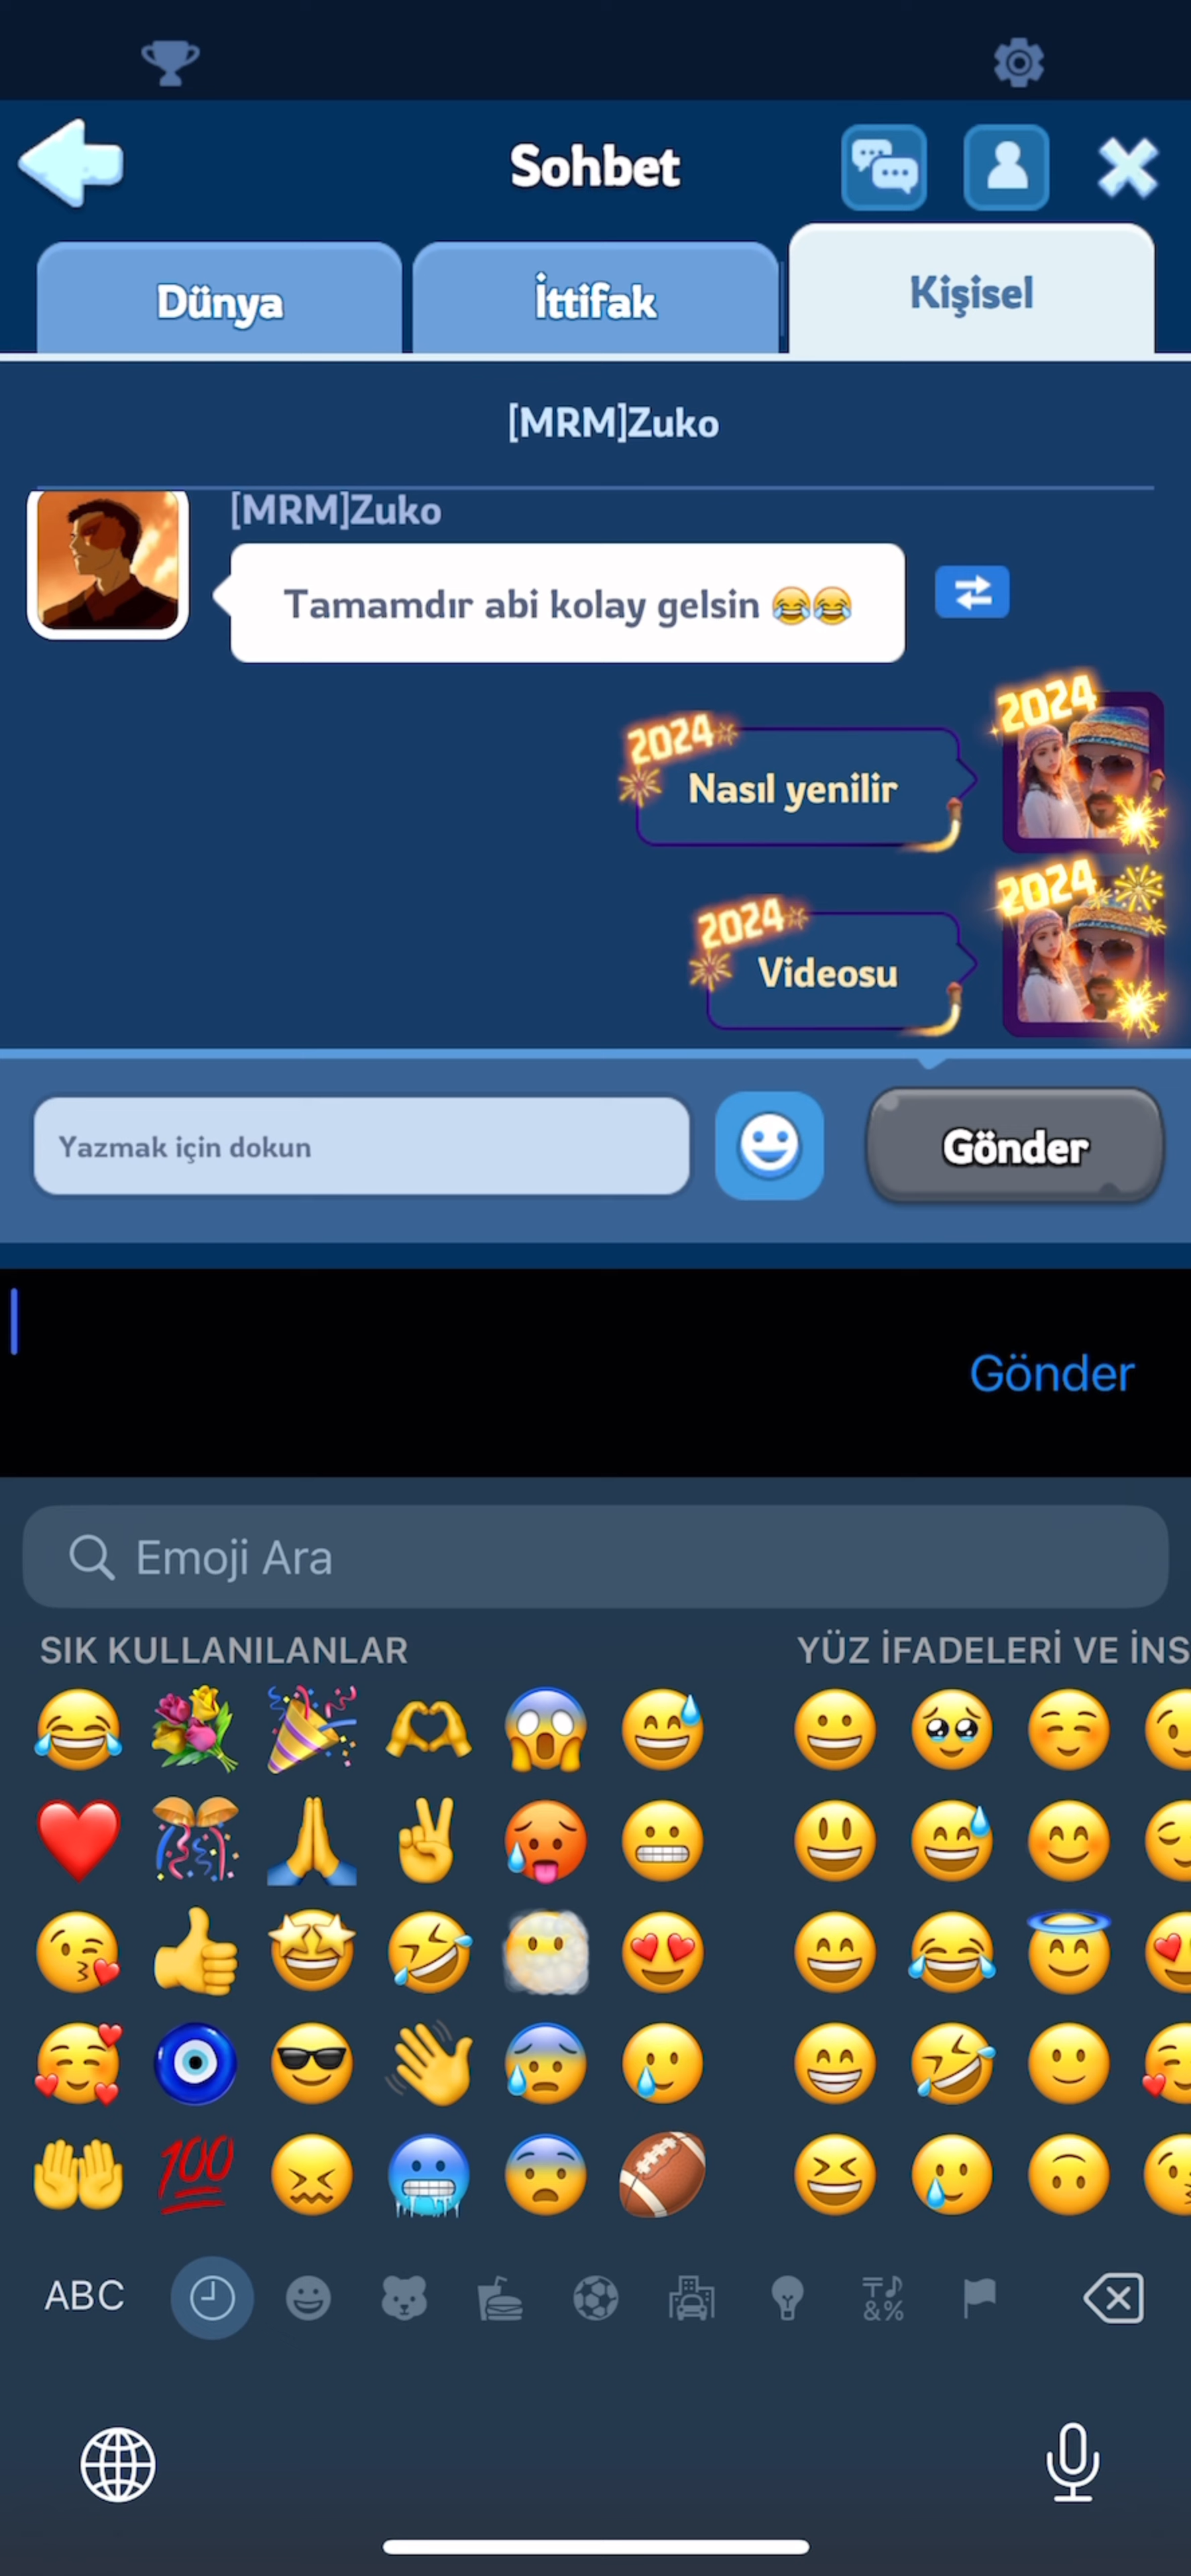 Sohbet
Dünya İttifak Kişisel
[MRM]Zuko
[MRM]Zuko
Tamamdır abi kolay gelsin 😂😂
2024
2024
Nasıl yenilir
2024
2024
Videosu
Yazmak için dokun
Gönder
Gönder
Emoji Ara
SIK KULLANILANLAR YÜZ İFADELERİ VE İNS
100
ABC
&%